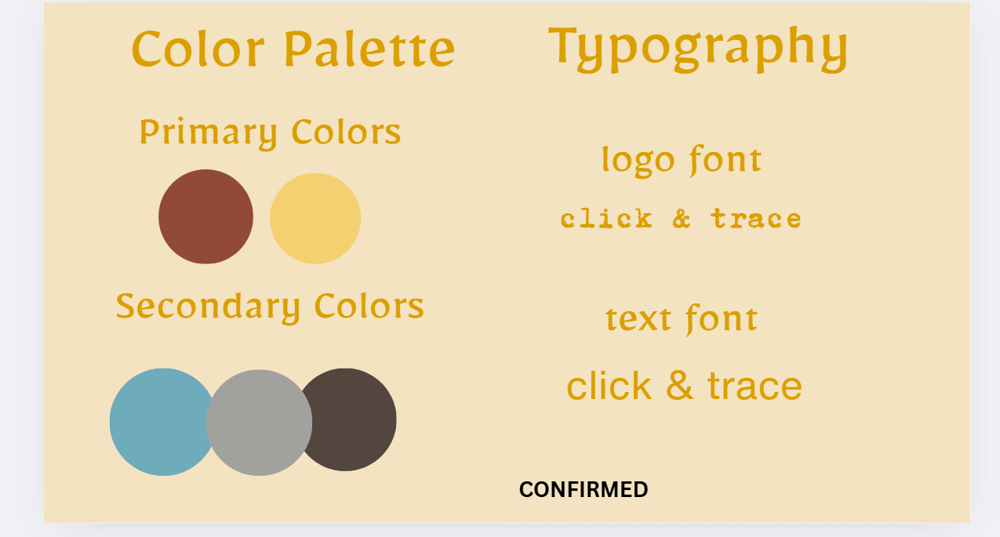 Color Palette
Primary Colors
Secondary Colors
Typography
logo font
click & trace
text font
click & trace
CONFIRMED